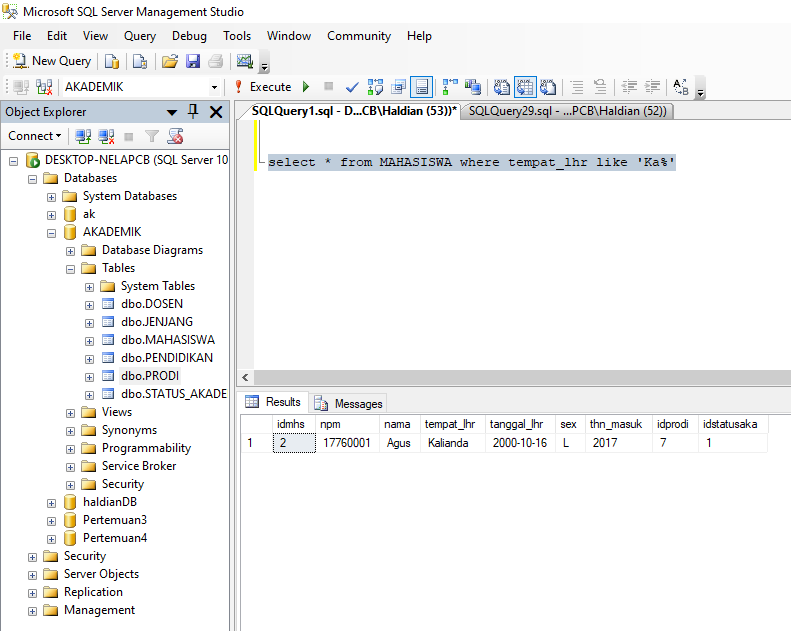 Microsoft SQL Server Management Studio
File Edit View Query Debug Tools Window Community Help
New Query
AKADEMIK Execute
Object Explorer
Connect
DESKTOP-NELAPCB (SQL Server 10
Databases
System Databases
ak
AKADEMIK
Database Diagrams
Tables
System Tables
dbo.DOSEN
dbo.JENJANG
dbo.MAHASISWA
dbo.PENDIDIKAN
dbo.PRODI
dbo.STATUS_AKADE
Views
Synonyms
Programmability
Service Broker
Security
haldianDB
Pertemuan3
Pertemuan4
Security
Server Objects
Replication
Management
SQLQuery1.sql - D...CB\Haldian (53))* SQLQuery29.sql - ...PCB\Haldian (52))
select * from MAHASISWA where tempat_lhr like 'Ka%'
Results Messages
idmhs npm nama tempat_lhr tanggal_lhr sex thn_masuk idprodi idstatusaka
1 2 17760001 Agus Kalianda 2000-10-16 L 2017 7 1